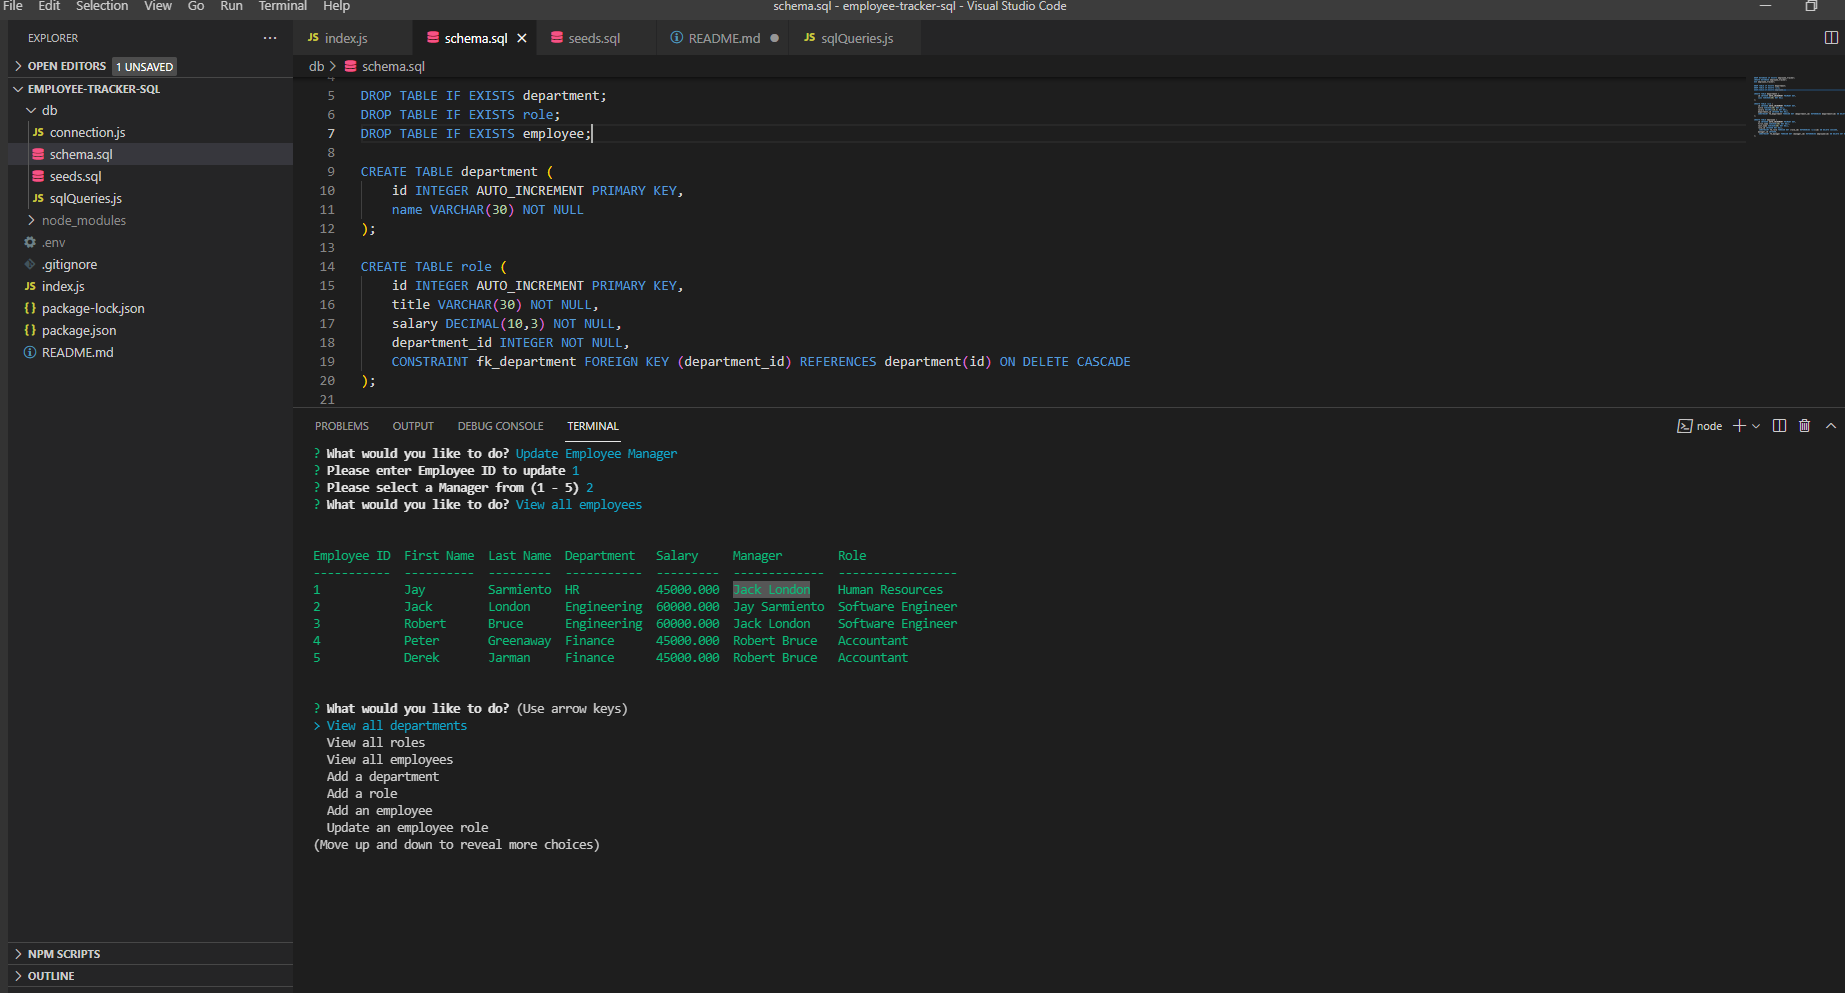 File Edit Selection View Go Run Terminal Help
schema.sql - employee-tracker-sql - Visual Studio Code
EXPLORER
OPEN EDITORS 1 UNSAVED
EMPLOYEE-TRACKER-SQL
db
JS connection.js
schema.sql
seeds.sql
JS sqlQueries.js
node_modules
.env
.gitignore
JS index.js
{} package-lock.json
{} package.json
README.md
NPM SCRIPTS
OUTLINE
JS index.js schema.sql seeds.sql README.md JS sqlQueries.js
db > schema.sql
5 DROP TABLE IF EXISTS department;
6 DROP TABLE IF EXISTS role;
7 DROP TABLE IF EXISTS employee;
8
9 CREATE TABLE department (
10 id INTEGER AUTO_INCREMENT PRIMARY KEY,
11 name VARCHAR(30) NOT NULL
12 );
13
14 CREATE TABLE role (
15 id INTEGER AUTO_INCREMENT PRIMARY KEY,
16 title VARCHAR(30) NOT NULL,
17 salary DECIMAL(10,3) NOT NULL,
18 department_id INTEGER NOT NULL,
19 CONSTRAINT fk_department FOREIGN KEY (department_id) REFERENCES department(id) ON DELETE CASCADE
20 );
21
PROBLEMS OUTPUT DEBUG CONSOLE TERMINAL
node
? What would you like to do? Update Employee Manager
? Please enter Employee ID to update 1
? Please select a Manager from (1 - 5) 2
? What would you like to do? View all employees
Employee ID First Name Last Name Department Salary Manager Role
----------- ---------- --------- ----------- --------- ------------- -----------------
1 Jay Sarmiento HR 45000.000 Jack London Human Resources
2 Jack London Engineering 60000.000 Jay Sarmiento Software Engineer
3 Robert Bruce Engineering 60000.000 Jack London Software Engineer
4 Peter Greenaway Finance 45000.000 Robert Bruce Accountant
5 Derek Jarman Finance 45000.000 Robert Bruce Accountant
? What would you like to do? (Use arrow keys)
> View all departments
View all roles
View all employees
Add a department
Add a role
Add an employee
Update an employee role
(Move up and down to reveal more choices)